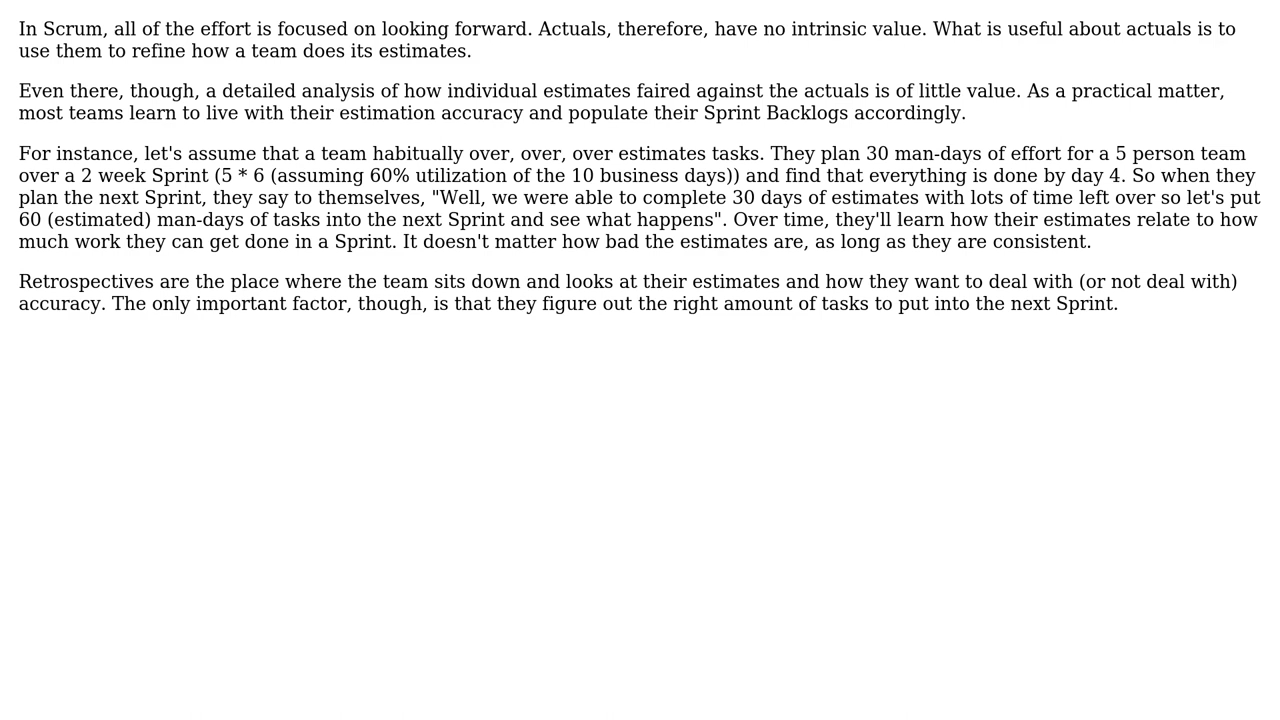 In Scrum, all of the effort is focused on looking forward. Actuals, therefore, have no intrinsic value. What is useful about actuals is to
use them to refine how a team does its estimates.
Even there, though, a detailed analysis of how individual estimates faired against the actuals is of little value. As a practical matter,
most teams learn to live with their estimation accuracy and populate their Sprint Backlogs accordingly.
For instance, let's assume that a team habitually over, over, over estimates tasks. They plan 30 man-days of effort for a 5 person team
over a 2 week Sprint (5 * 6 (assuming 60% utilization of the 10 business days)) and find that everything is done by day 4. So when they
plan the next Sprint, they say to themselves, "Well, we were able to complete 30 days of estimates with lots of time left over so let's put
60 (estimated) man-days of tasks into the next Sprint and see what happens". Over time, they'll learn how their estimates relate to how
much work they can get done in a Sprint. It doesn't matter how bad the estimates are, as long as they are consistent.
Retrospectives are the place where the team sits down and looks at their estimates and how they want to deal with (or not deal with)
accuracy. The only important factor, though, is that they figure out the right amount of tasks to put into the next Sprint.